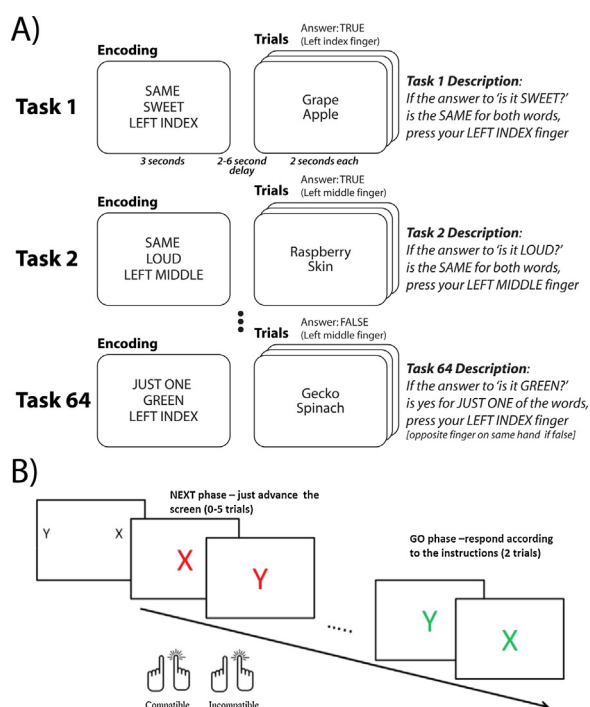 A)
Encoding
Trials
Answer: TRUE
(Left index finger)
Task 1
SAME
SWEET
LEFT INDEX
Grape
Apple
Task 1 Description:
If the answer to 'is it SWEET?'
is the SAME for both words,
press your LEFT INDEX finger
3 seconds
2-6 second
delay
2 seconds each
Encoding
Trials
Answer: TRUE
(Left middle finger)
Task 2
SAME
LOUD
LEFT MIDDLE
Raspberry
Skin
Task 2 Description:
If the answer to 'is it LOUD?'
is the SAME for both words,
press your LEFT MIDDLE finger
Encoding
Trials
Answer: FALSE
(Left middle finger)
Task 64
JUST ONE
GREEN
LEFT INDEX
Gecko
Spinach
Task 64 Description:
If the answer to 'is it GREEN?'
is yes for JUST ONE of the words,
press your LEFT INDEX finger
[opposite finger on same hand if false]
B)
NEXT phase – just advance the
screen (0-5 trials)
Y X
X
Y
.....
GO phase –respond according
to the instructions (2 trials)
Y
X
Compatible Incompatible